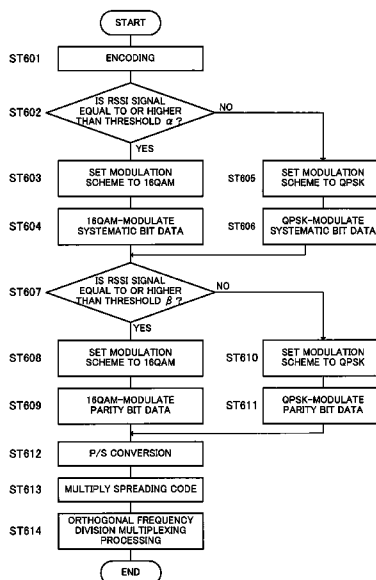 START
ST601
ENCODING
ST602
IS RSSI SIGNAL
EQUAL TO OR HIGHER
THAN THRESHOLD α?
NO
YES
ST603
SET MODULATION
SCHEME TO 16QAM
ST605
SET MODULATION
SCHEME TO QPSK
ST604
16QAM-MODULATE
SYSTEMATIC BIT DATA
ST606
QPSK-MODULATE
SYSTEMATIC BIT DATA
ST607
IS RSSI SIGNAL
EQUAL TO OR HIGHER
THAN THRESHOLD β?
NO
YES
ST608
SET MODULATION
SCHEME TO 16QAM
ST610
SET MODULATION
SCHEME TO QPSK
ST609
16QAM-MODULATE
PARITY BIT DATA
ST611
QPSK-MODULATE
PARITY BIT DATA
ST612
P/S CONVERSION
ST613
MULTIPLY SPREADING CODE
ST614
ORTHOGONAL FREQUENCY
DIVISION MULTIPLEXING
PROCESSING
END